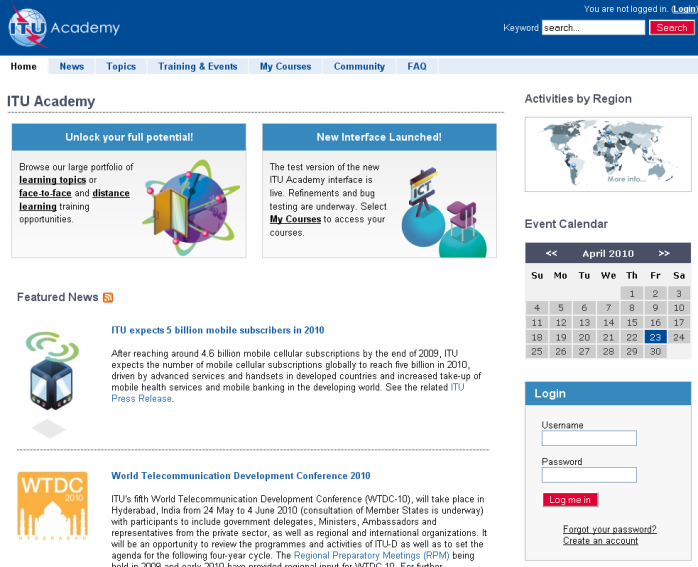 You are not logged in. (Login)
ITU Academy
Keyword search... Search
Home News Topics Training & Events My Courses Community FAQ
ITU Academy
Unlock your full potential!
Browse our large portfolio of
learning topics or
face-to-face and distance
learning training
opportunities.
New Interface Launched!
The test version of the new
ITU Academy interface is
live. Refinements and bug
testing are underway. Select
My Courses to access your
courses.
ICT
Featured News
ITU expects 5 billion mobile subscribers in 2010
After reaching around 4.6 billion mobile cellular subscriptions by the end of 2009, ITU
expects the number of mobile cellular subscriptions globally to reach five billion in 2010,
driven by advanced services and handsets in developed countries and increased take-up of
mobile health services and mobile banking in the developing world. See the related ITU
Press Release.
WTDC
2010
HYDERABAD
World Telecommunication Development Conference 2010
ITU's fifth World Telecommunication Development Conference (WTDC-10), will take place in
Hyderabad, India from 24 May to 4 June 2010 (consultation of Member States is underway)
with participants to include government delegates, Ministers, Ambassadors and
representatives from the private sector, as well as regional and international organizations. It
will be an opportunity to review the programmes and activities of ITU-D as well as to set the
agenda for the following four-year cycle. The Regional Preparatory Meetings (RPM) being
held in 2009 and early 2010 have provided regional input for WTDC-10. For further
Activities by Region
More info...
Event Calendar
<< April 2010 >>
Su Mo Tu We Th Fr Sa
1 2 3
4 5 6 7 8 9 10
11 12 13 14 15 16 17
18 19 20 21 22 23 24
25 26 27 28 29 30
Login
Username
Password
Log me in
Forgot your password?
Create an account